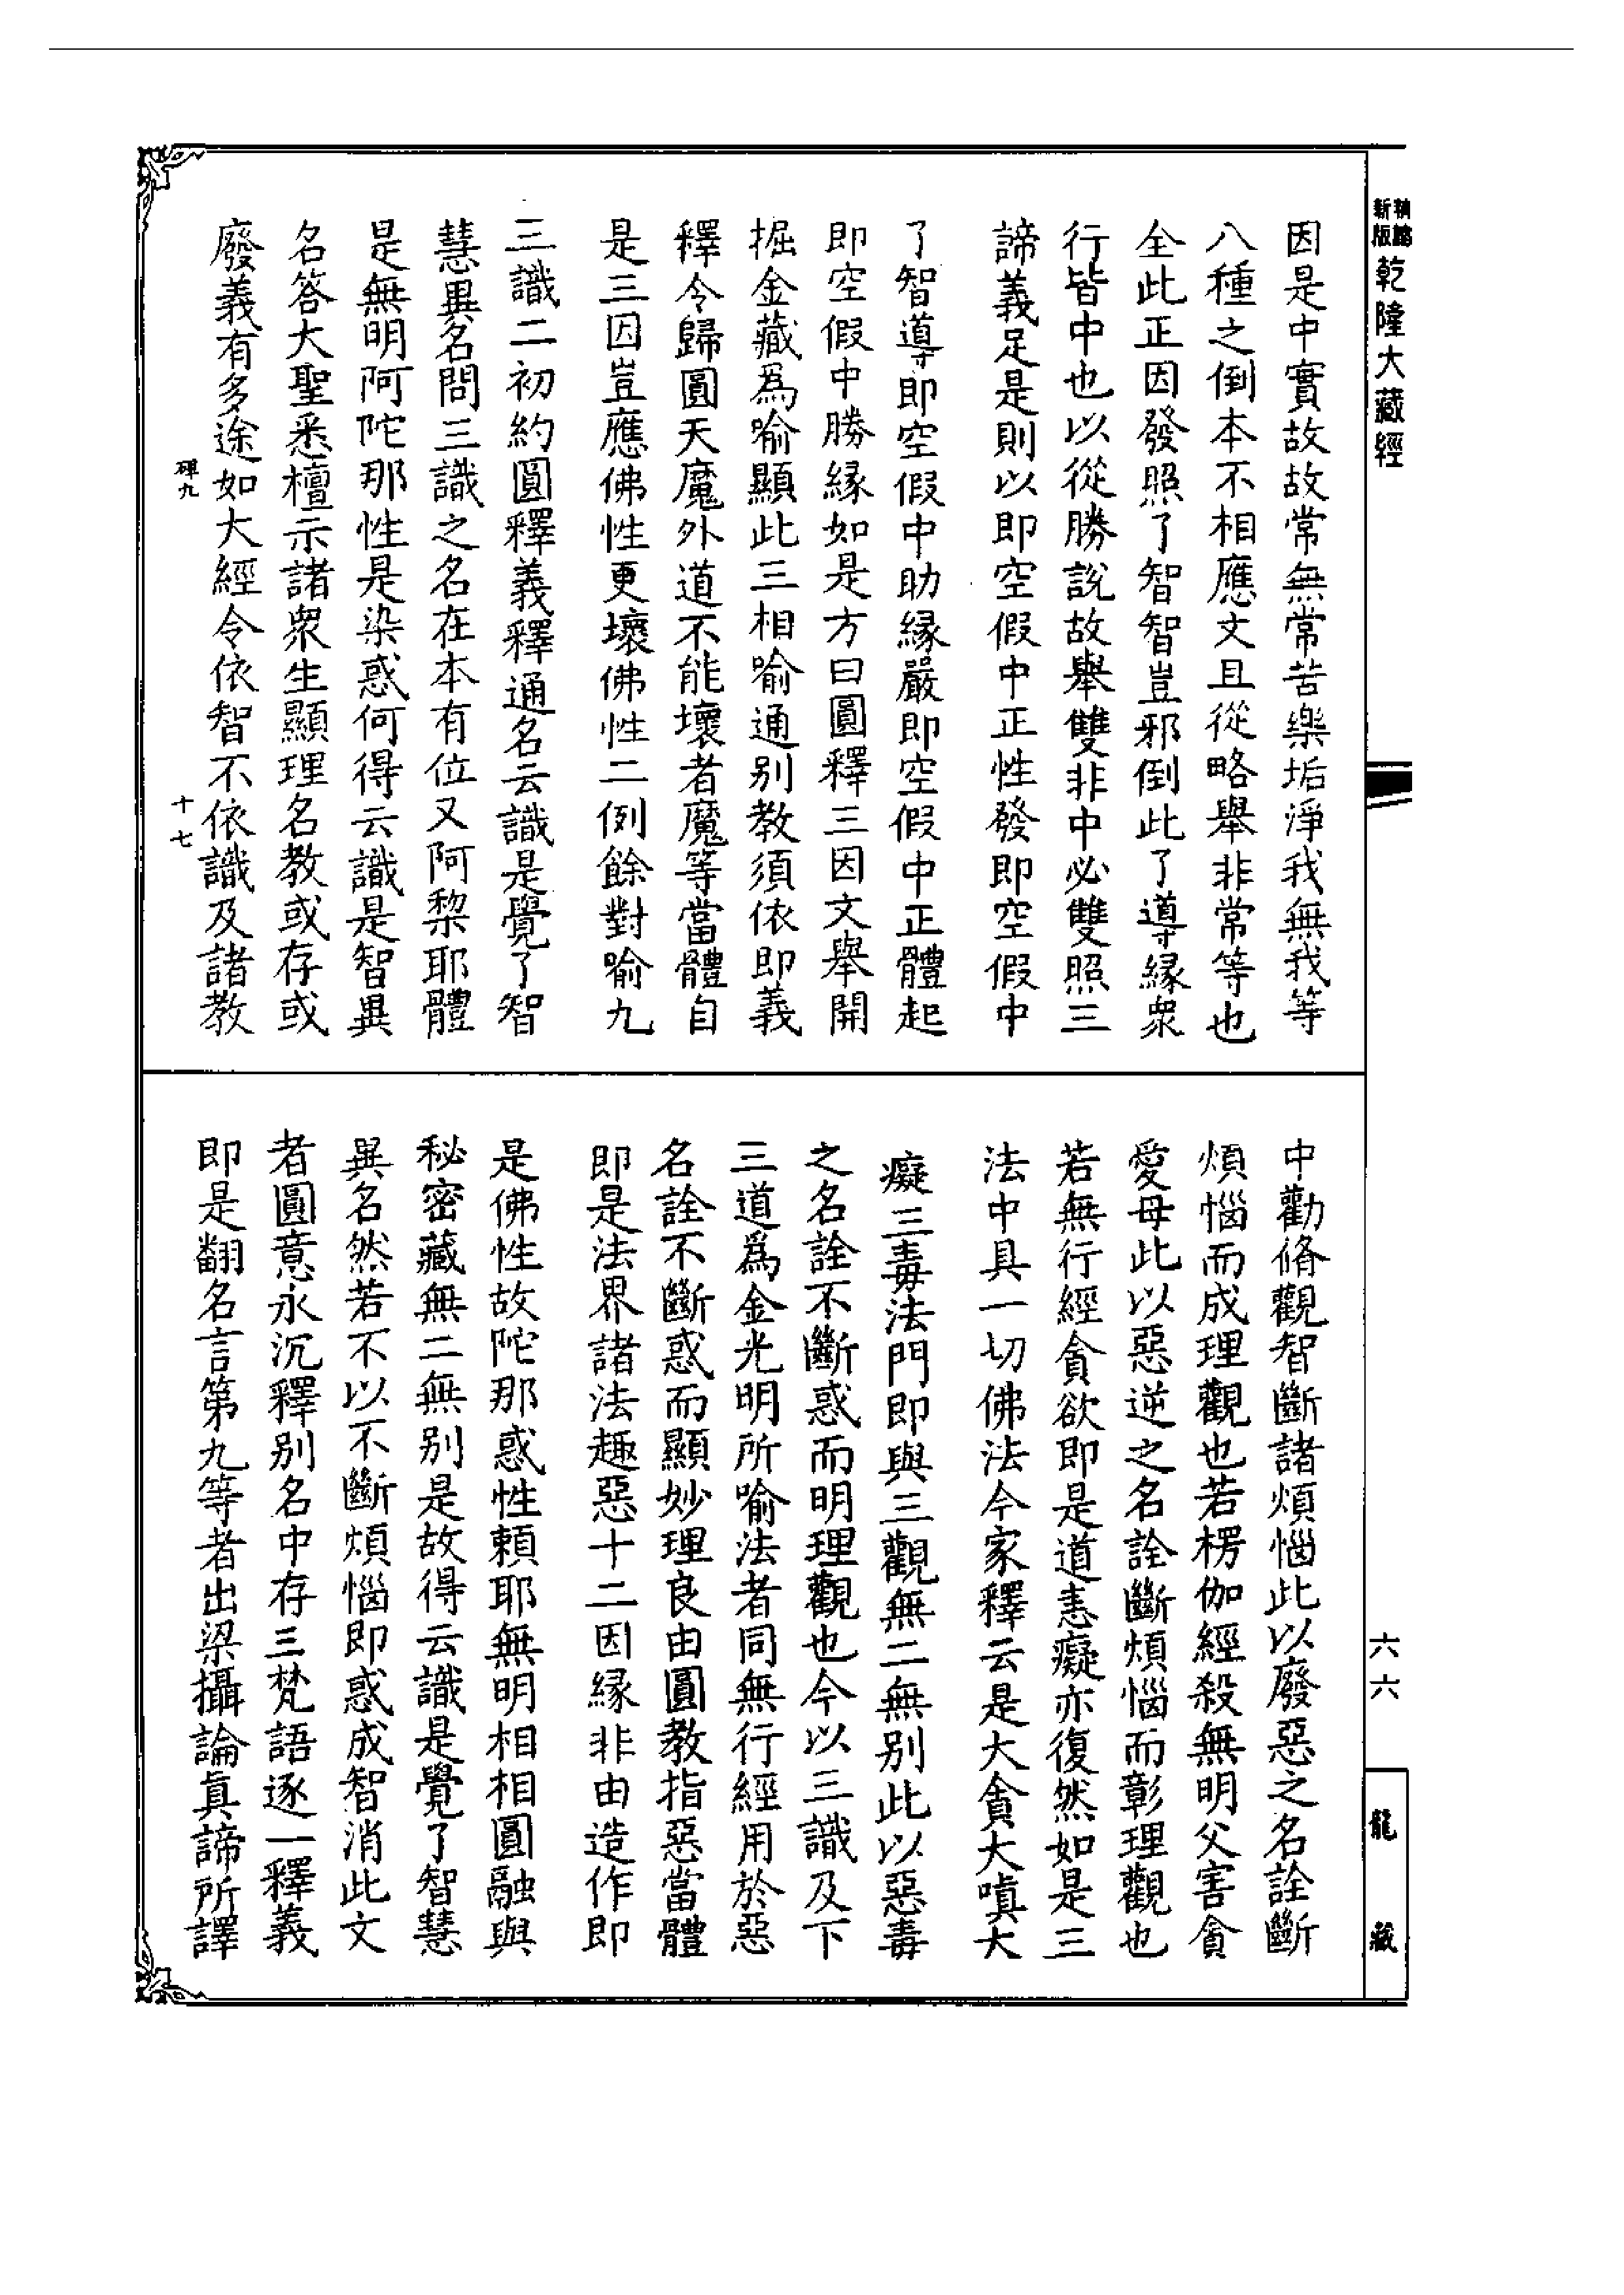 新版
乾隆大藏經
因是中實故故常無常苦樂垢淨我無我等
八種之倒本不相應文且從略舉非常等也
全此正因發照了智智豈邪倒此了導緣衆
行皆中也以從勝說故舉雙非中必雙照三
諦義足是則以即空假中正性發即空假中
了智導即空假中助緣嚴即空假中正體起
即空假中勝緣如是方曰圓釋三因文舉開
掘金藏爲喻顯此三相喻通别教須依即義
釋令歸圓天魔外道不能壞者魔等當體自
是三因豈應佛性更壞佛性二例餘對喻九
三識二初約圓釋義釋通名云識是覺了智
慧異名問三識之名在本有位又阿黎耶體
是無明阿陀那性是染惑何得云識是智異
名答大聖悉檀示諸衆生顯理名教或存或
廢義有多途如大經令依智不依識及諸教
碑九
十七
中勸脩觀智斷諸煩惱此以廢惡之名詮斷
煩惱而成理觀也若楞伽經殺無明父害貪
愛母此以惡逆之名詮斷煩惱而彰理觀也
若無行經貪欲即是道恚癡亦復然如是三
法中具一切佛法今家釋云是大貪大嗔大
癡三毒法門即與三觀無二無别此以惡毒
之名詮不斷惑而明理觀也今以三識及下
三道爲金光明所喻法者同無行經用於惡
名詮不斷惑而顯妙理良由圓教指惡當體
即是法界諸法趣惡十二因緣非由造作即
是佛性故陀那惑性賴耶無明相相圓融與
秘密藏無二無别是故得云識是覺了智慧
異名然若不以不斷煩惱即惑成智消此文
者圓意永沉釋别名中存三梵語逐一釋義
即是翻名言第九等者出梁攝論真諦所譯
六六
龍藏